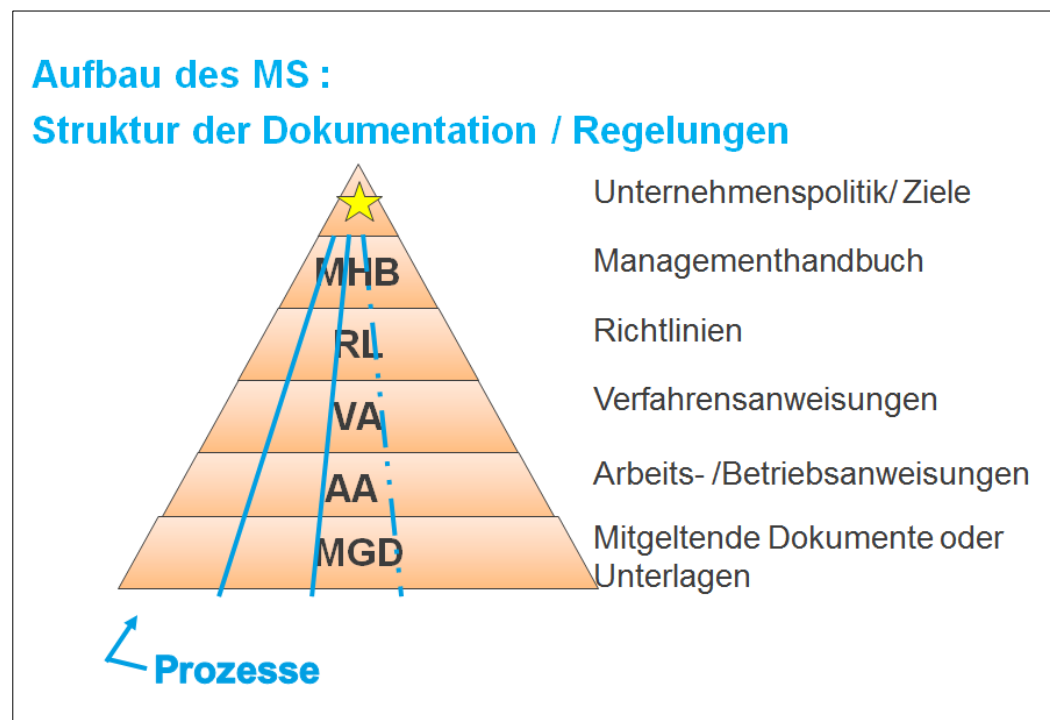 Aufbau des MS :
Struktur der Dokumentation / Regelungen
Unternehmenspolitik/ Ziele
MHB
Managementhandbuch
RL
Richtlinien
VA
Verfahrensanweisungen
AA
Arbeits- /Betriebsanweisungen
MGD
Mitgeltende Dokumente oder
Unterlagen
Prozesse